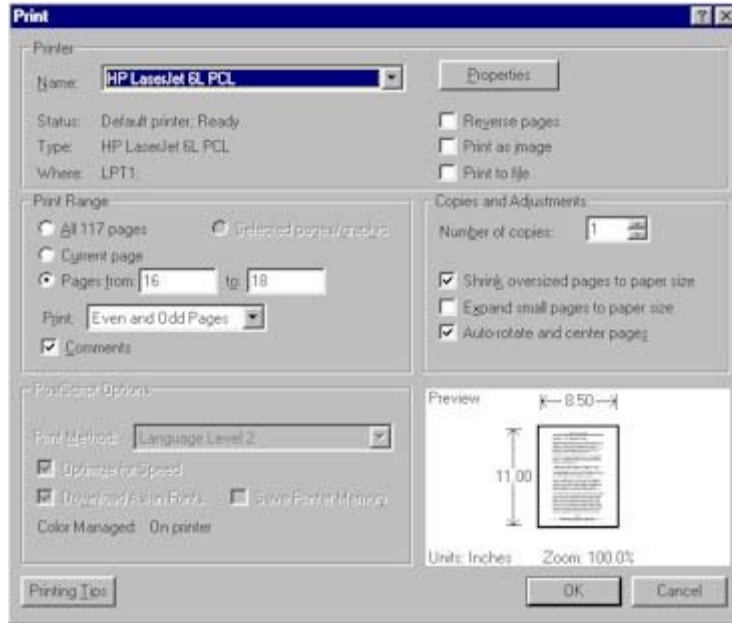 Print
Printer
Name: HP LaserJet 6L PCL
Properties
Status: Default printer; Ready
Type: HP LaserJet 6L PCL
Where: LPT1:
Reverse pages
Print as image
Print to file
Print Range
All 117 pages
Selected pages/graphic
Current page
Pages from: 16 to: 18
Print: Even and Odd Pages
Comments
Copies and Adjustments
Number of copies: 1
Shrink oversized pages to paper size
Expand small pages to paper size
Auto-rotate and center pages
PostScript Options
Print Method: Language Level 2
Optimize for Speed
Download Asian Fonts
Save Printer Memory
Color Managed: On printer
Preview
8.50
11.00
Units: Inches Zoom: 100.0%
Printing Tips
OK
Cancel